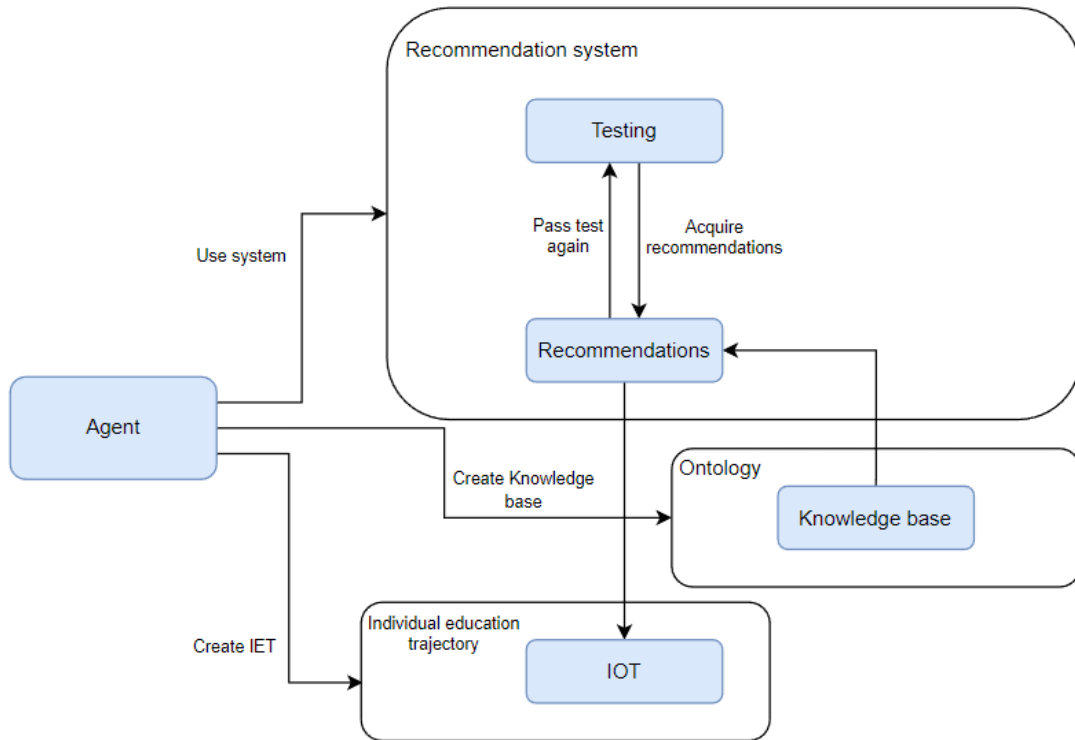 Recommendation system
Testing
Pass test
again
Acquire
recommendations
Use system
Recommendations
Agent
Ontology
Create Knowledge
base
Knowledge base
Individual education
trajectory
Create IET
IOT